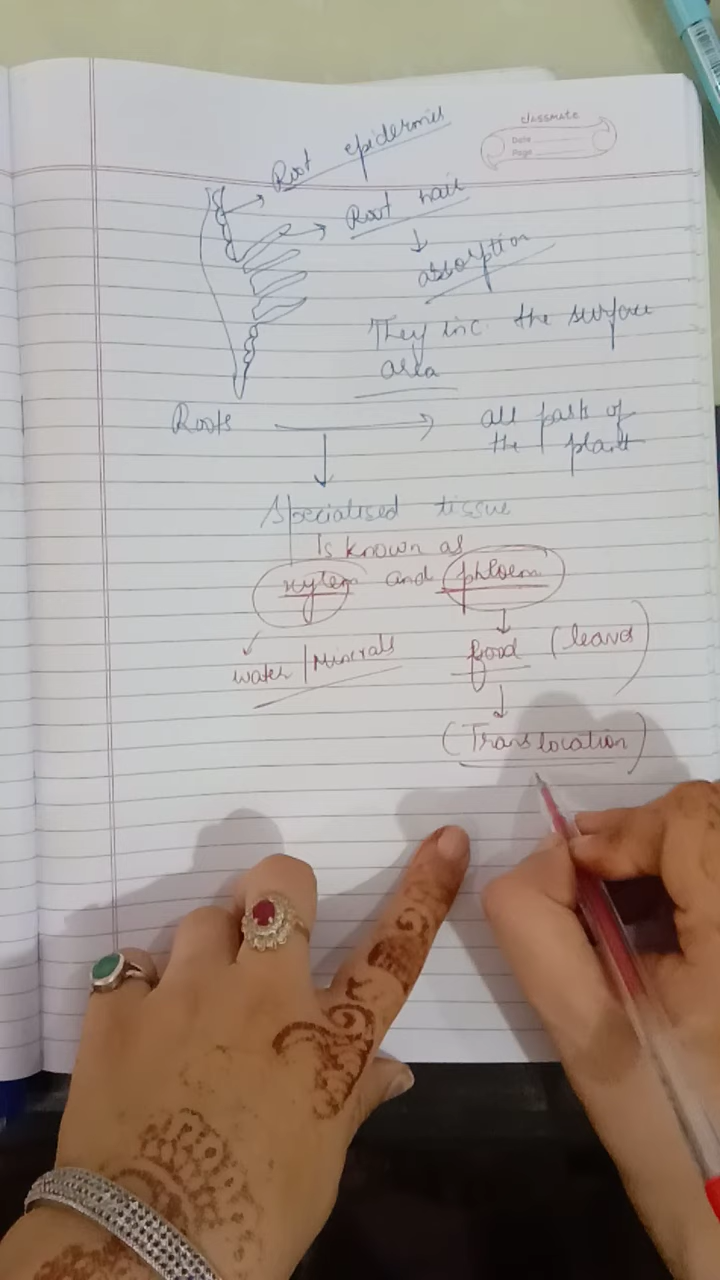 classmate
Date
Page
Root epidermis
Root hair
absorption
They inc. the surface
area
Roots
all parts of
the plant
Specialised tissue
is known as
xylem and phloem
water / Minerals
food (leaves)
(Translocation)